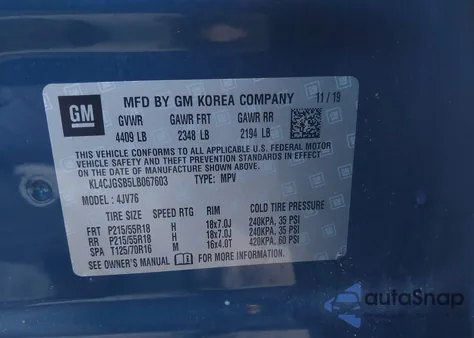 GM
MFD BY GM KOREA COMPANY 11/19
GVWR GAWR FRT GAWR RR
4409 LB 2348 LB 2194 LB
THIS VEHICLE CONFORMS TO ALL APPLICABLE U.S. FEDERAL MOTOR
VEHICLE SAFETY, BUMPER, AND THEFT PREVENTION STANDARDS IN EFFECT
ON THE DATE OF MANUFACTURE SHOWN ABOVE.
KL4CJGSB5LB067603 TYPE: MPV
MODEL: 4JV76
TIRE SIZE SPEED RTG RIM COLD TIRE PRESSURE
FRT P215/55R18 H 18x7.0J 240KPA, 35 PSI
RR P215/55R18 H 18x7.0J 240KPA, 35 PSI
SPA T125/70R16 M 16x4.0T 420KPA, 60 PSI
SEE OWNER'S MANUAL FOR MORE INFORMATION
autoSnap